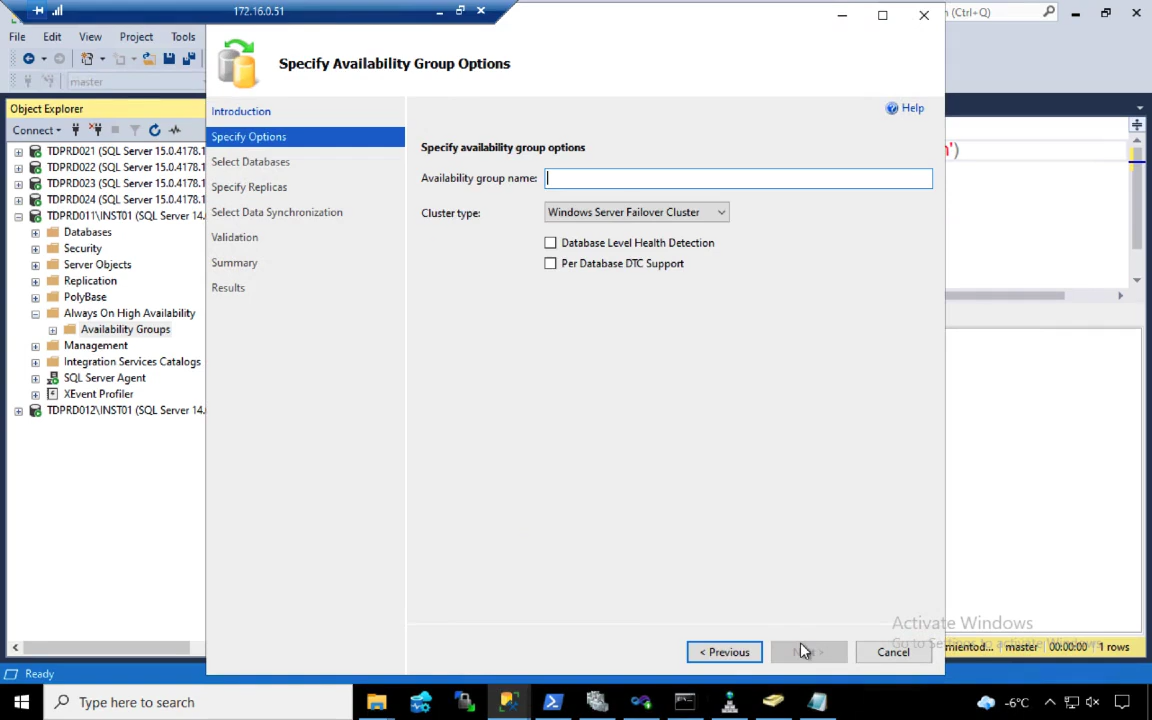 172.16.0.51
(Ctrl+Q)
File Edit View Project Tools
master
Specify Availability Group Options
Object Explorer
Connect
TDPRD021 (SQL Server 15.0.4178.1
TDPRD022 (SQL Server 15.0.4178.1
TDPRD023 (SQL Server 15.0.4178.1
TDPRD024 (SQL Server 15.0.4178.1
TDPRD011\INST01 (SQL Server 14.
Databases
Security
Server Objects
Replication
PolyBase
Always On High Availability
Availability Groups
Management
Integration Services Catalogs
SQL Server Agent
XEvent Profiler
TDPRD012\INST01 (SQL Server 14.
Introduction
Specify Options
Select Databases
Specify Replicas
Select Data Synchronization
Validation
Summary
Results
Help
Specify availability group options
Availability group name:
Cluster type: Windows Server Failover Cluster
Database Level Health Detection
Per Database DTC Support
')
< Previous
Cancel
Activate Windows
master 00:00:00 1 rows
Ready
Type here to search
-6°C